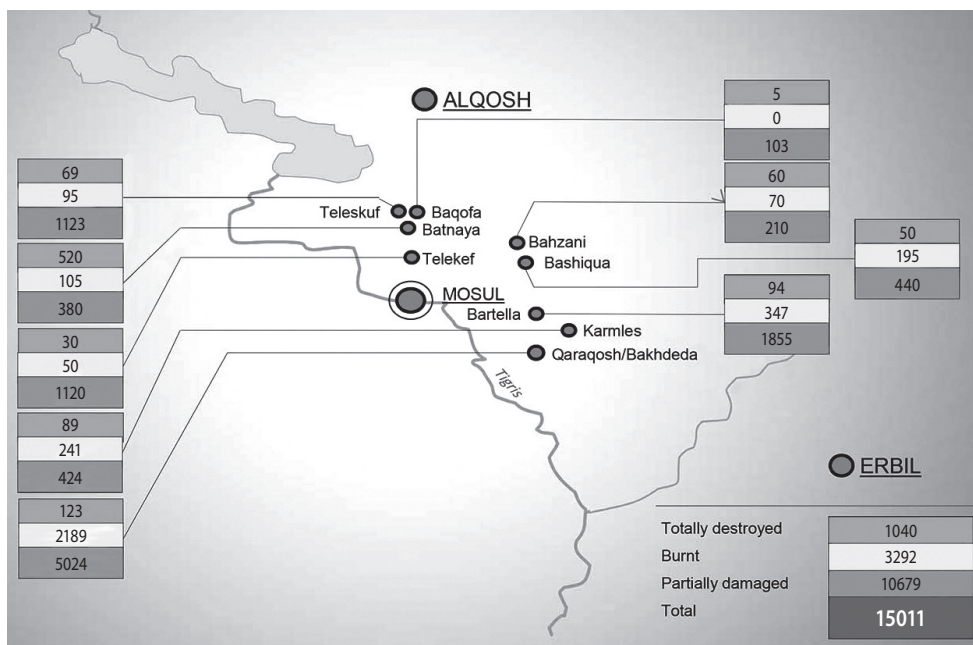 ALQOSH
5
0
103
69
95
1123
60
70
210
Teleskuf
Baqofa
Batnaya
Bahzani
Bashiqua
50
195
440
520
105
380
Telekef
94
347
1855
MOSUL
Bartella
Karmles
Qaraqosh/Bakhdeda
30
50
1120
Tigris
89
241
424
ERBIL
123
2189
5024
Totally destroyed 1040
Burnt 3292
Partially damaged 10679
Total 15011